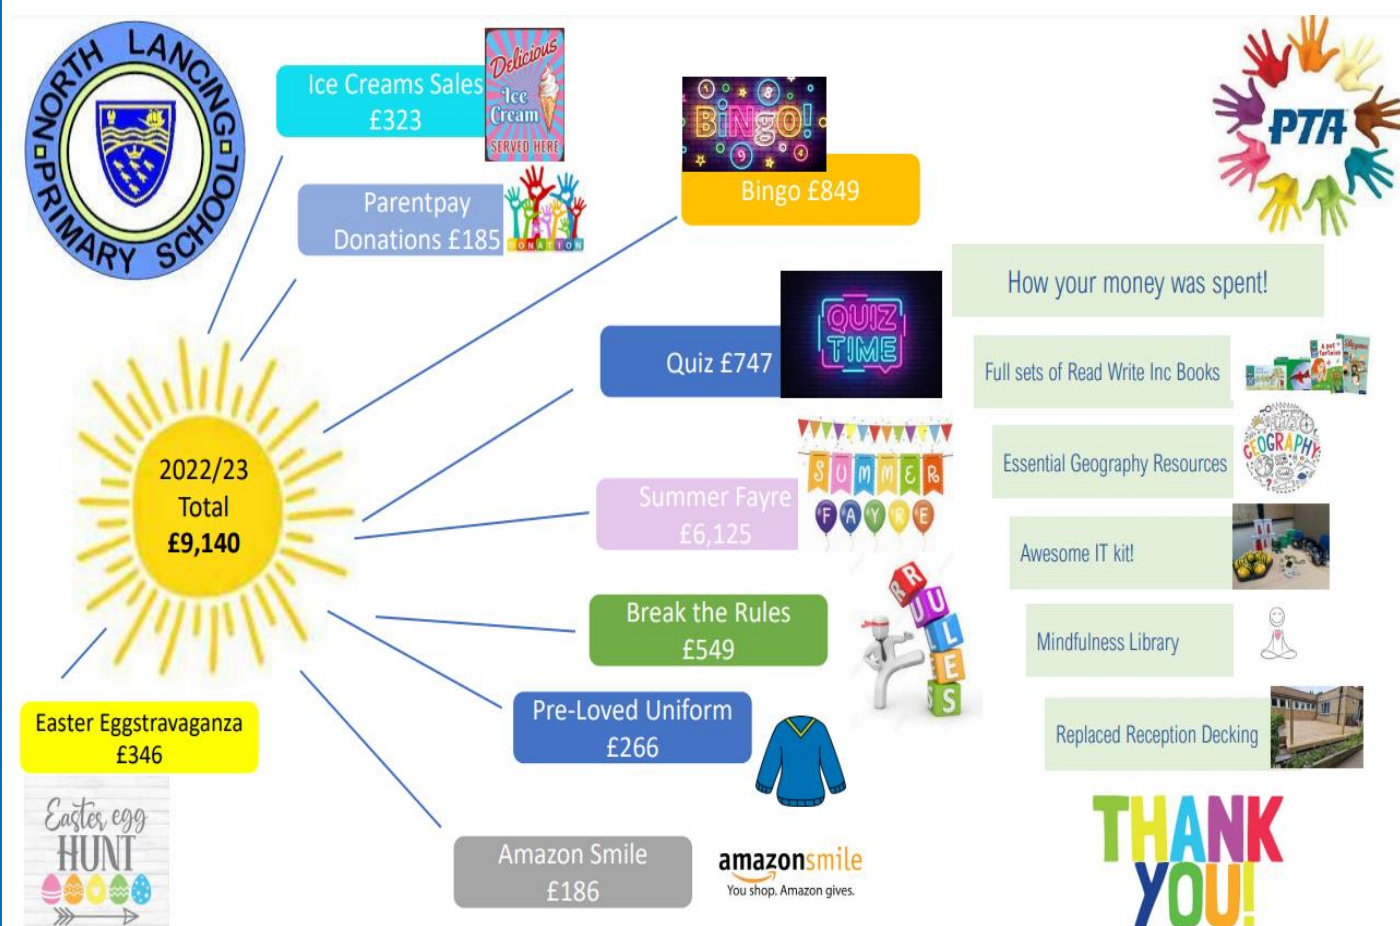 NORTH LANCING
PRIMARY SCHOOL
Ice Creams Sales
£323
Delicious
Ice
Cream
SERVED HERE
Parentpay
Donations £185
DONATION
BiNgO!
Bingo £849
PTA
How your money was spent!
Quiz £747
QUIZ
TIME
Full sets of Read Write Inc Books
2022/23
Total
£9,140
SUMMER
FAYRE
Summer Fayre
£6,125
Essential Geography Resources
GEOGRAPHY
Awesome IT kit!
Break the Rules
£549
RULES
Mindfulness Library
Pre-Loved Uniform
£266
Replaced Reception Decking
Easter Eggstravaganza
£346
Easter egg
HUNT
Amazon Smile
£186
amazonsmile
You shop. Amazon gives.
THANK
YOU!